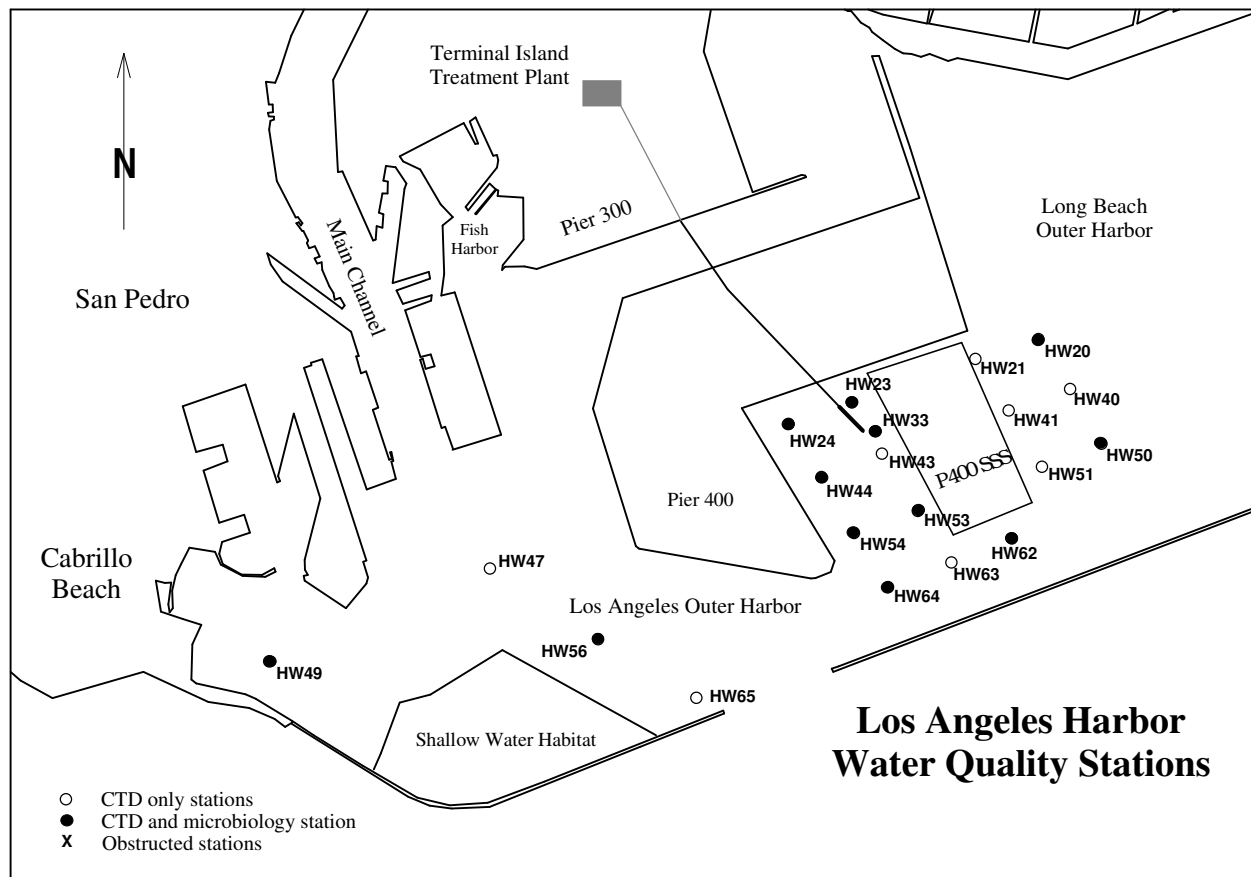 Terminal Island
Treatment Plant
N
Main Channel
Fish
Harbor
Pier 300
Long Beach
Outer Harbor
San Pedro
HW20
HW21
HW23
HW40
HW33
HW41
HW24
HW43
HW50
P400 SSS
HW51
HW44
Pier 400
HW53
HW54
HW62
Cabrillo
Beach
HW47
HW63
HW64
Los Angeles Outer Harbor
HW56
HW49
HW65
Shallow Water Habitat
Los Angeles Harbor
Water Quality Stations
CTD only stations
CTD and microbiology station
X Obstructed stations